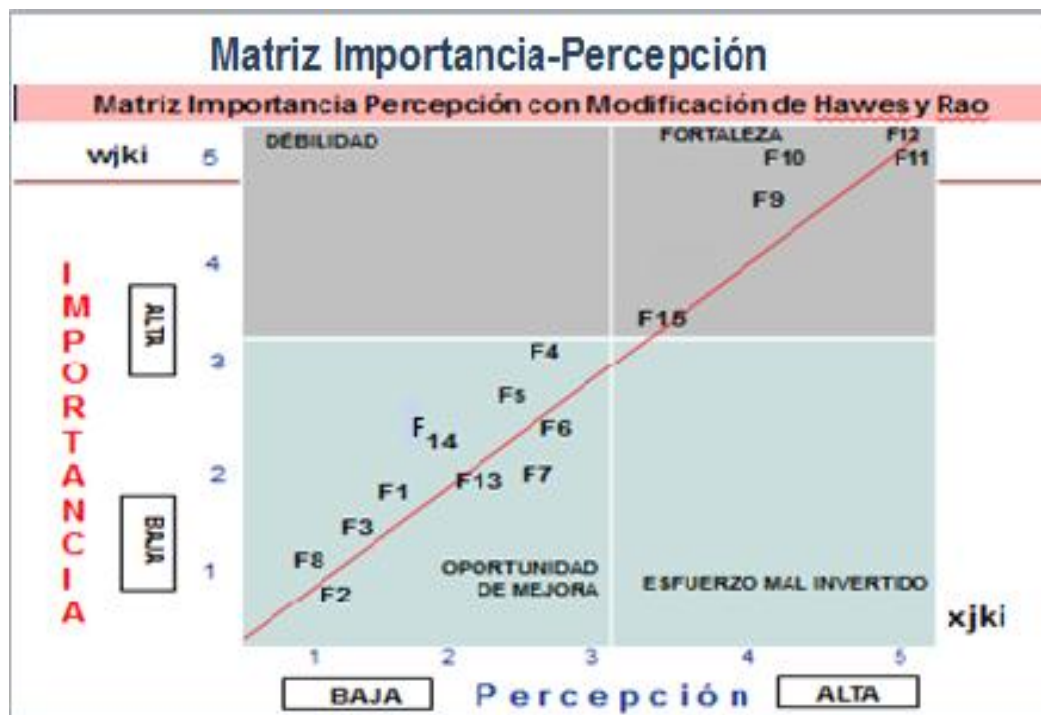 Matriz Importancia-Percepción
Matriz Importancia Percepción con Modificación de Hawes y Rao
wjki
5
DEBILIDAD
FORTALEZA
F12
F10
F11
F9
4
IMPORTANCIA
ALTA
F15
3
F4
F5
F14
F6
2
F13
F7
F1
F3
BAJA
1
F8
F2
OPORTUNIDAD
DE MEJORA
ESFUERZO MAL INVERTIDO
xjki
1 2 3 4 5
BAJA Percepción ALTA